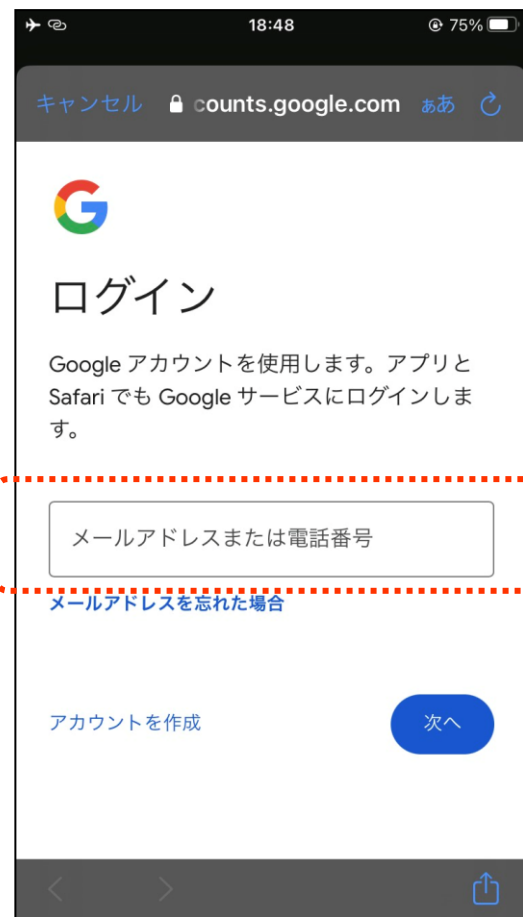 18:48
75%
キャンセル counts.google.com ぁあ
G
ログイン
Google アカウントを使用します。アプリと
Safari でも Google サービスにログインしま
す。
メールアドレスまたは電話番号
メールアドレスを忘れた場合
アカウントを作成
次へ